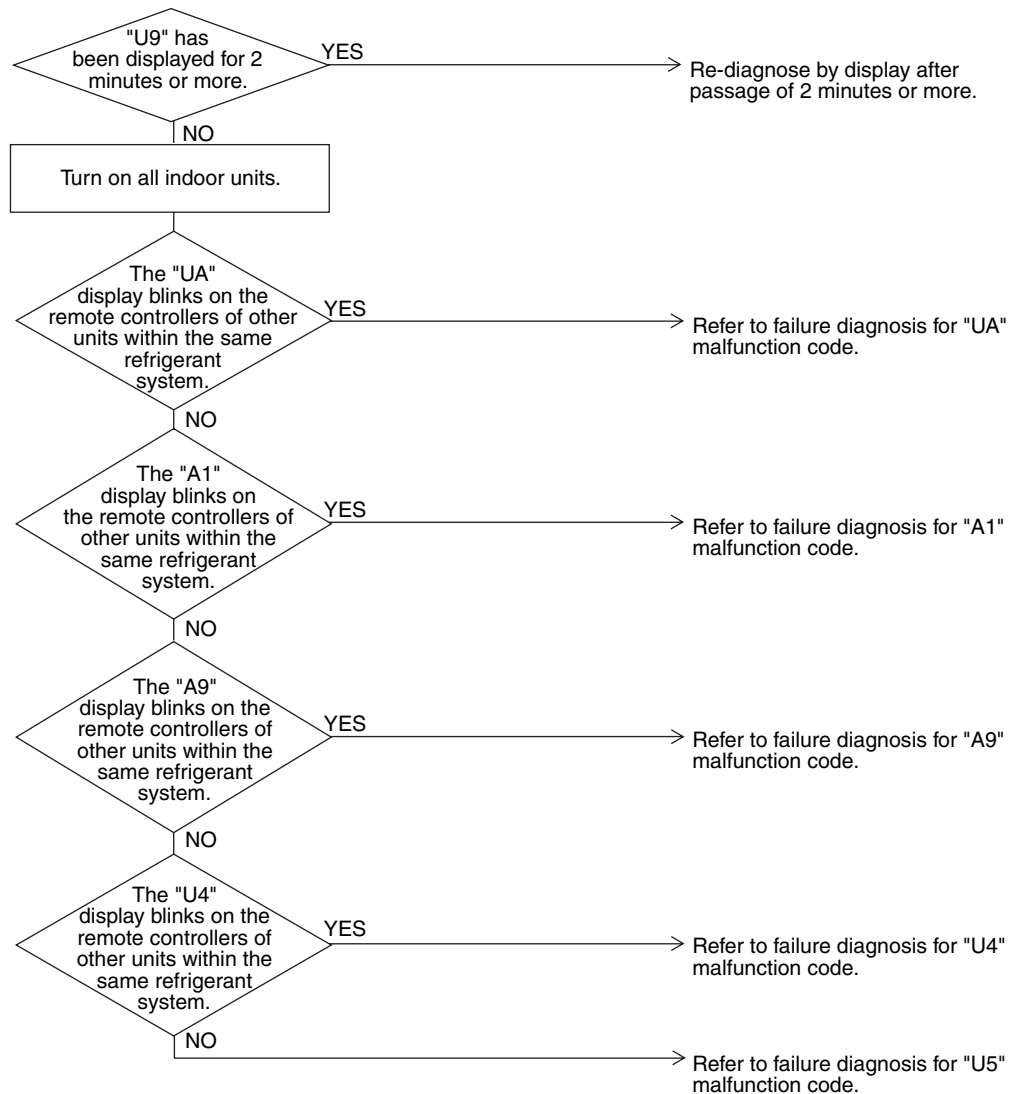 "U9" has
been displayed for 2
minutes or more.
YES
Re-diagnose by display after
passage of 2 minutes or more.
NO
Turn on all indoor units.
The "UA"
display blinks on the
remote controllers of other
units within the same
refrigerant
system.
YES
Refer to failure diagnosis for "UA"
malfunction code.
NO
The "A1"
display blinks on
the remote controllers of
other units within the
same refrigerant
system.
YES
Refer to failure diagnosis for "A1"
malfunction code.
NO
The "A9"
display blinks on the
remote controllers of
other units within the
same refrigerant
system.
YES
Refer to failure diagnosis for "A9"
malfunction code.
NO
The "U4"
display blinks on the
remote controllers of
other units within the
same refrigerant
system.
YES
Refer to failure diagnosis for "U4"
malfunction code.
NO
Refer to failure diagnosis for "U5"
malfunction code.